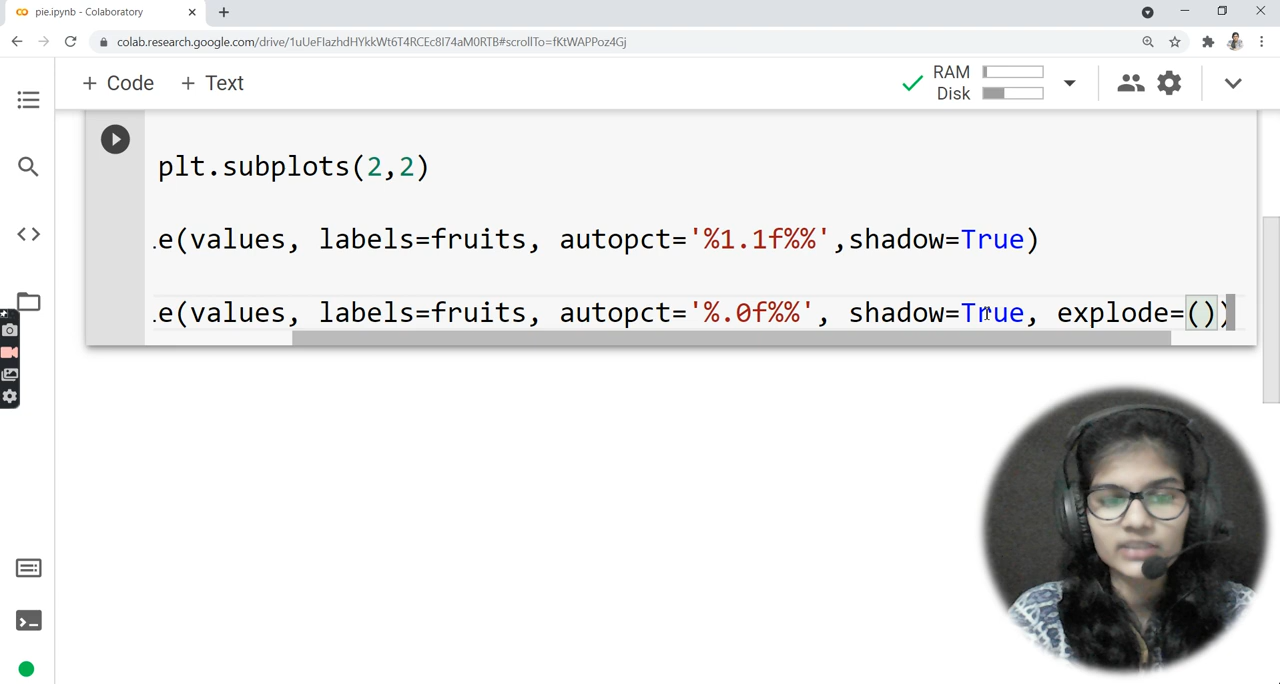 pie.ipynb - Colaboratory
colab.research.google.com/drive/1uUeFIazhdHYkkWt6T4RCEc8I74aM0RTB#scrollTo=fKtWAPPoz4Gj
+ Code + Text
RAM
Disk
plt.subplots(2,2)
.e(values, labels=fruits, autopct='%1.1f%%',shadow=True)
.e(values, labels=fruits, autopct='%.0f%%', shadow=True, explode=())